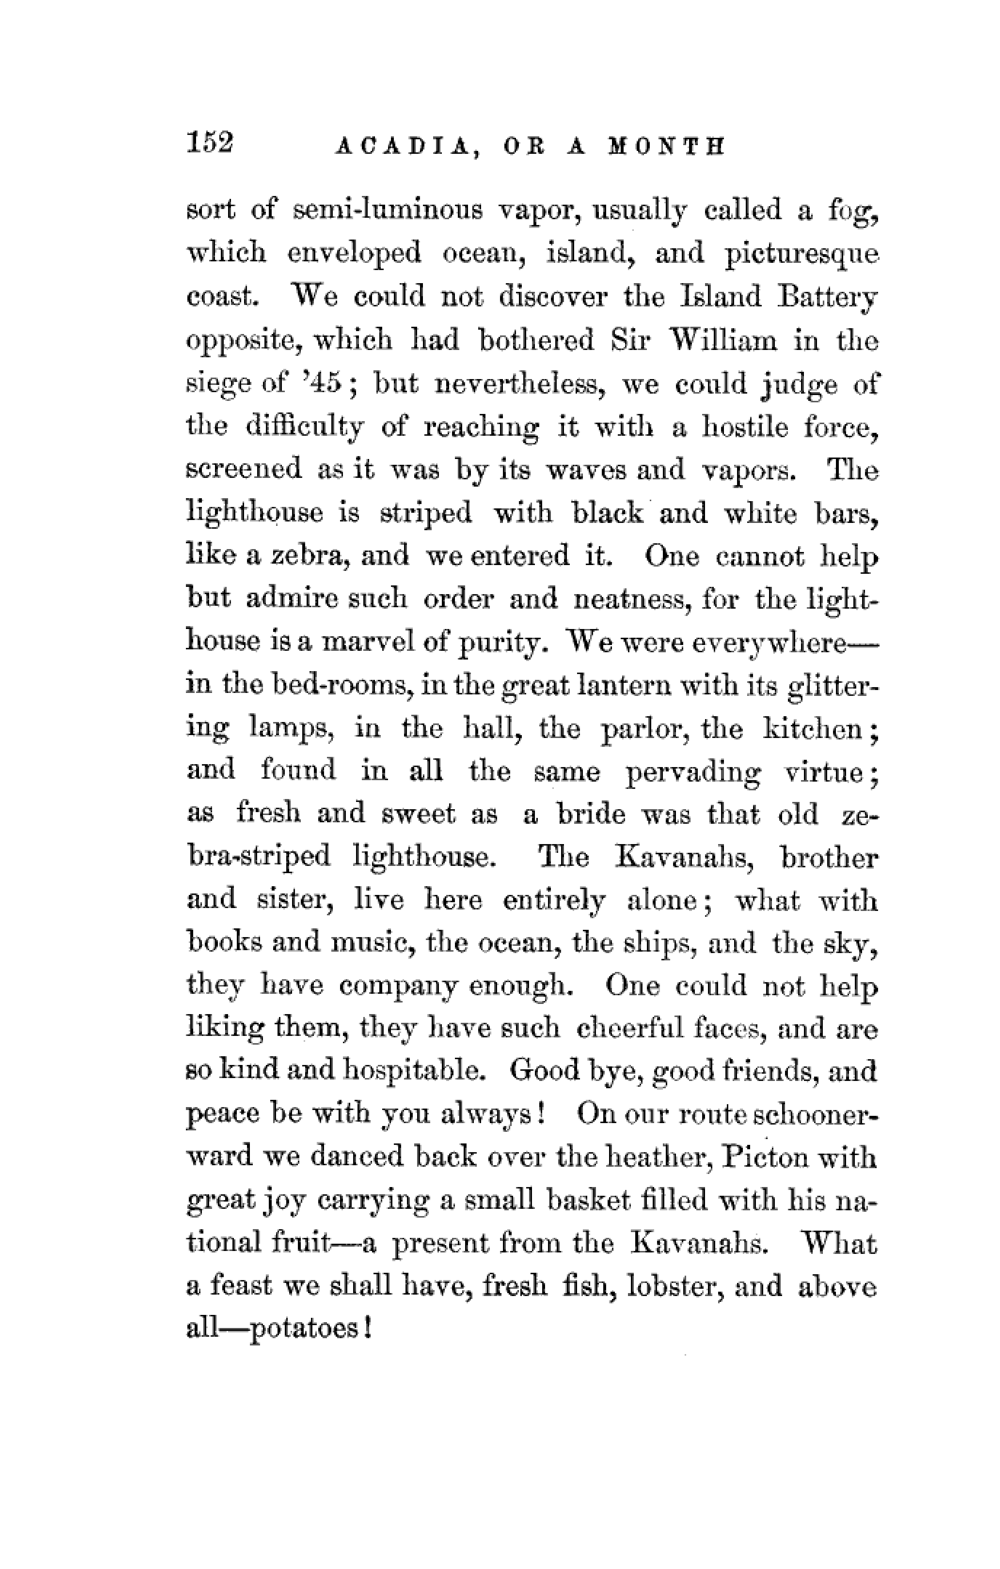 152 ACADIA, OR A MONTH
sort of semi-luminous vapor, usually called a fog,
which enveloped ocean, island, and picturesque
coast. We could not discover the Island Battery
opposite, which had bothered Sir William in the
siege of ’45; but nevertheless, we could judge of
the difficulty of reaching it with a hostile force,
screened as it was by its waves and vapors. The
lighthouse is striped with black and white bars,
like a zebra, and we entered it. One cannot help
but admire such order and neatness, for the light-
house is a marvel of purity. We were everywhere—
in the bed-rooms, in the great lantern with its glitter-
ing lamps, in the hall, the parlor, the kitchen;
and found in all the same pervading virtue;
as fresh and sweet as a bride was that old ze-
bra-striped lighthouse. The Kavanahs, brother
and sister, live here entirely alone; what with
books and music, the ocean, the ships, and the sky,
they have company enough. One could not help
liking them, they have such cheerful faces, and are
so kind and hospitable. Good bye, good friends, and
peace be with you always! On our route schooner-
ward we danced back over the heather, Picton with
great joy carrying a small basket filled with his na-
tional fruit—a present from the Kavanahs. What
a feast we shall have, fresh fish, lobster, and above
all—potatoes!